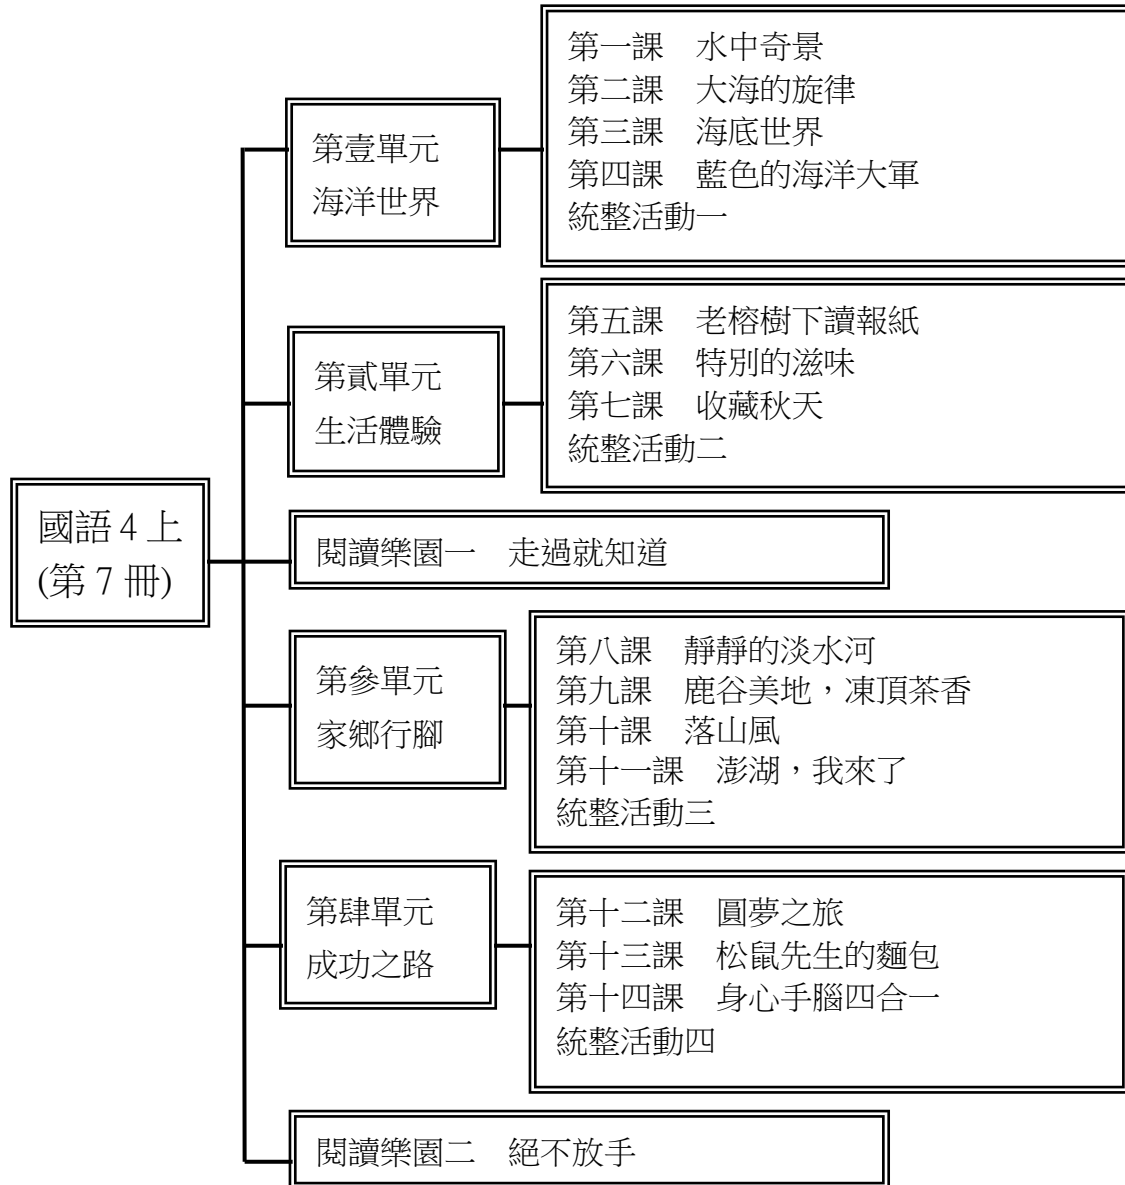 國語 4 上
(第 7 冊)
第壹單元
海洋世界
第一課　水中奇景
第二課　大海的旋律
第三課　海底世界
第四課　藍色的海洋大軍
統整活動一
第貳單元
生活體驗
第五課　老榕樹下讀報紙
第六課　特別的滋味
第七課　收藏秋天
統整活動二
閱讀樂園一　走過就知道
第參單元
家鄉行腳
第八課　靜靜的淡水河
第九課　鹿谷美地，凍頂茶香
第十課　落山風
第十一課　澎湖，我來了
統整活動三
第肆單元
成功之路
第十二課　圓夢之旅
第十三課　松鼠先生的麵包
第十四課　身心手腦四合一
統整活動四
閱讀樂園二　絕不放手